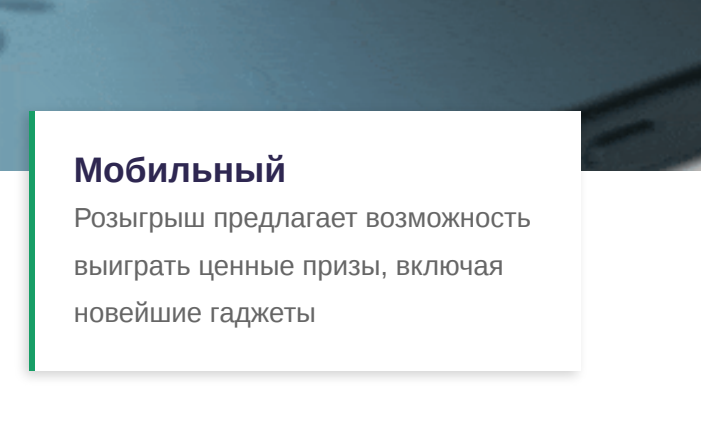 Мобильный
Розыгрыш предлагает возможность
выиграть ценные призы, включая
новейшие гаджеты